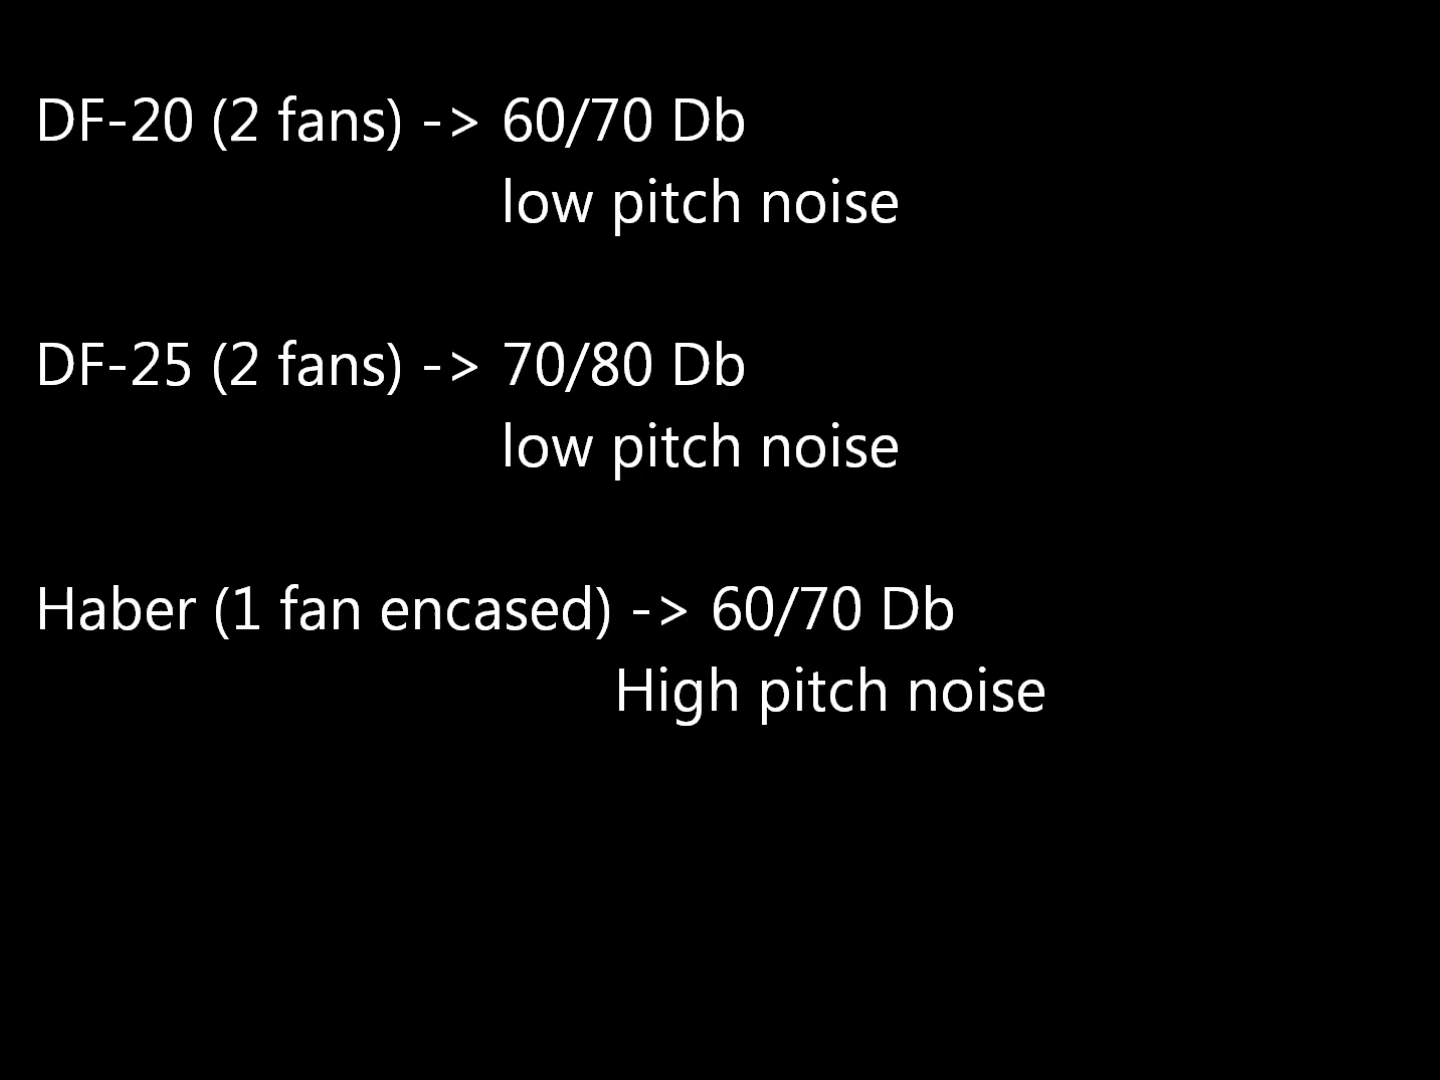 DF-20 (2 fans) -> 60/70 Db
low pitch noise
DF-25 (2 fans) -> 70/80 Db
low pitch noise
Haber (1 fan encased) -> 60/70 Db
High pitch noise